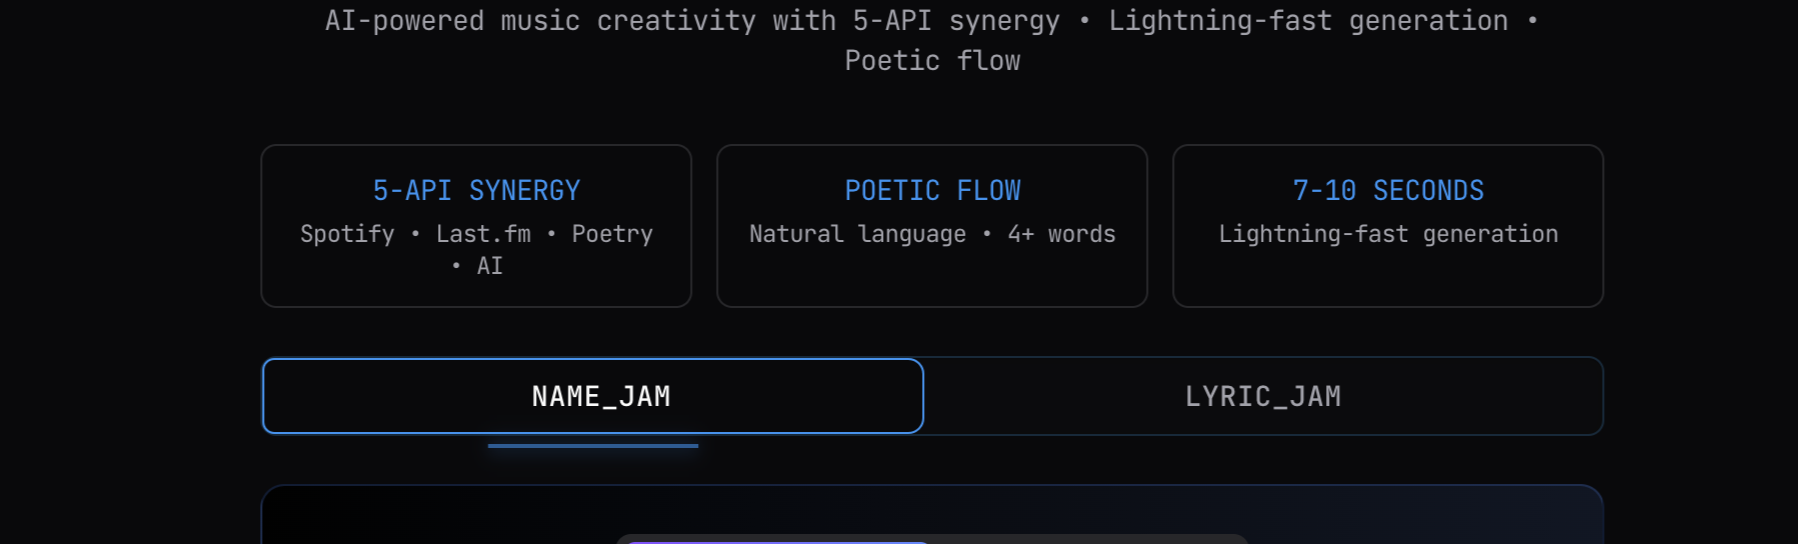 AI-powered music creativity with 5-API synergy • Lightning-fast generation •
Poetic flow
5-API SYNERGY
Spotify • Last.fm • Poetry
• AI
POETIC FLOW
Natural language • 4+ words
7-10 SECONDS
Lightning-fast generation
NAME_JAM
LYRIC_JAM